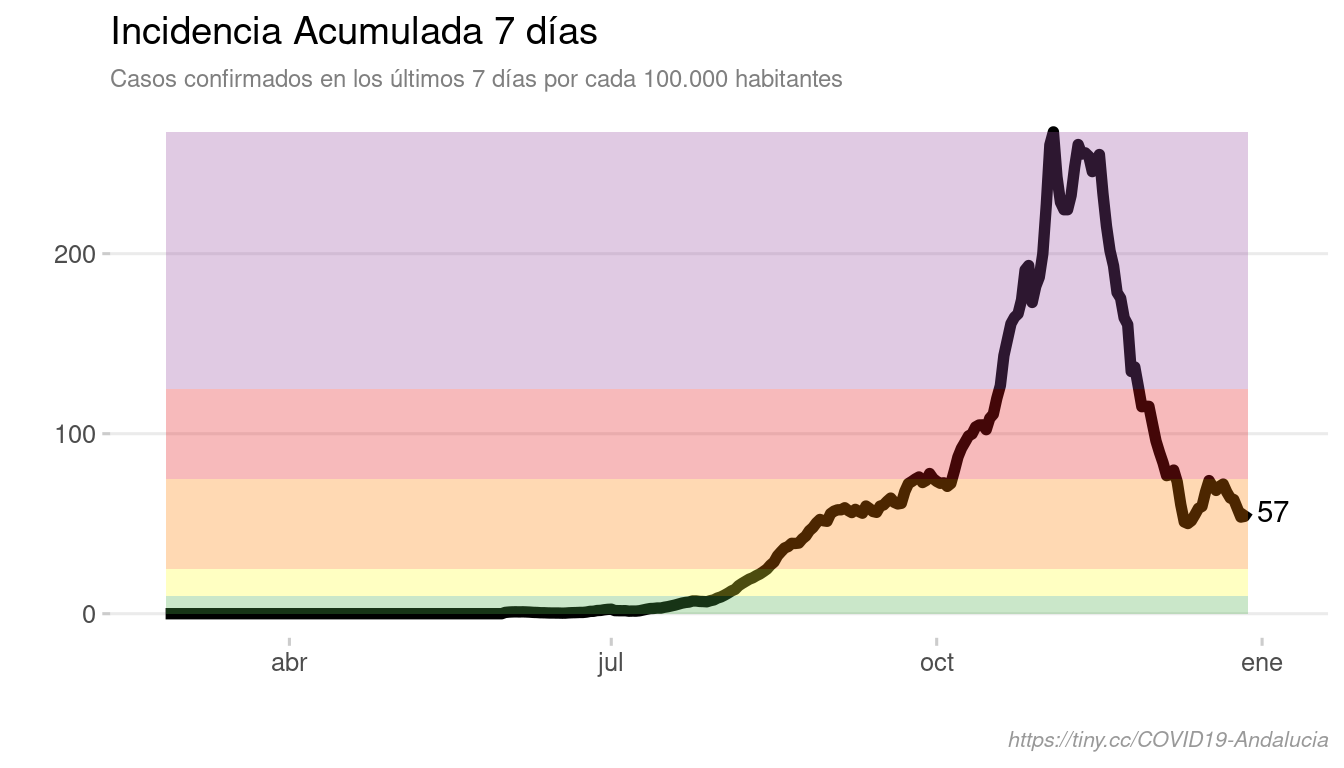 Incidencia Acumulada 7 días
Casos confirmados en los últimos 7 días por cada 100.000 habitantes
200
100
0
57
abr jul oct ene
https://tiny.cc/COVID19-Andalucia